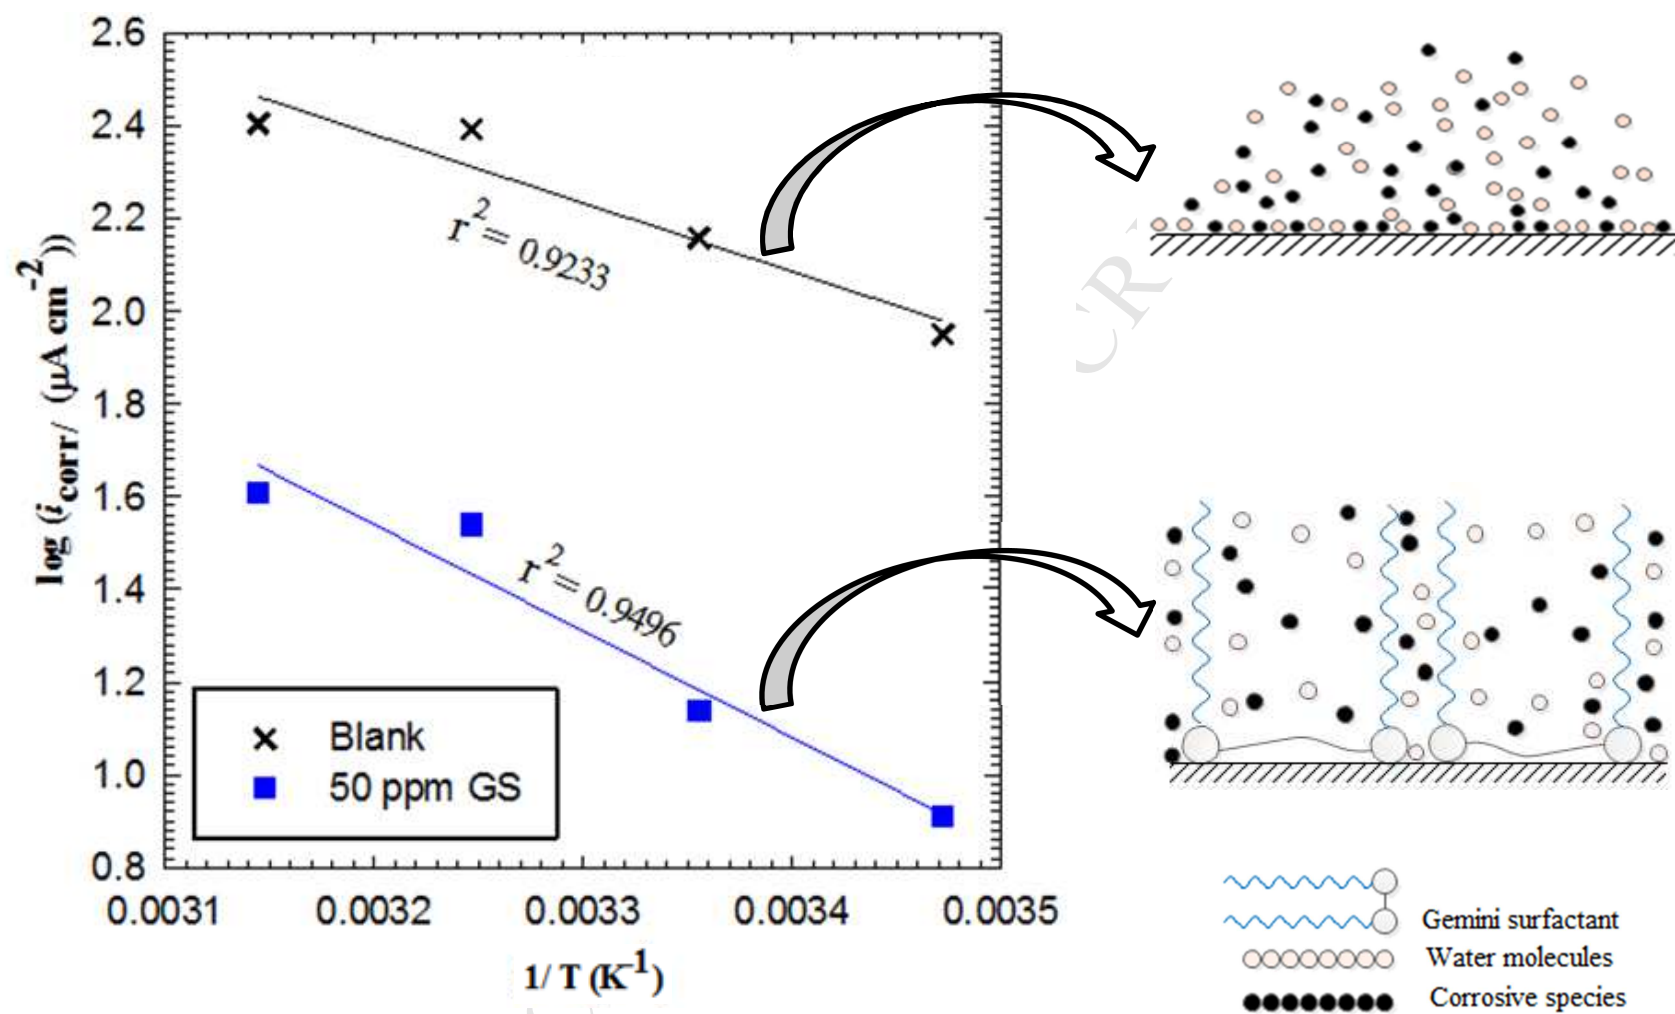 2.6
2.4
2.2
2.0
1.8
1.6
1.4
1.2
1.0
0.8
log (i_corr/ (μA cm⁻²))
r² = 0.9233
r² = 0.9496
Blank
50 ppm GS
0.0031 0.0032 0.0033 0.0034 0.0035
1/ T (K⁻¹)
CR
Gemini surfactant
Water molecules
Corrosive species